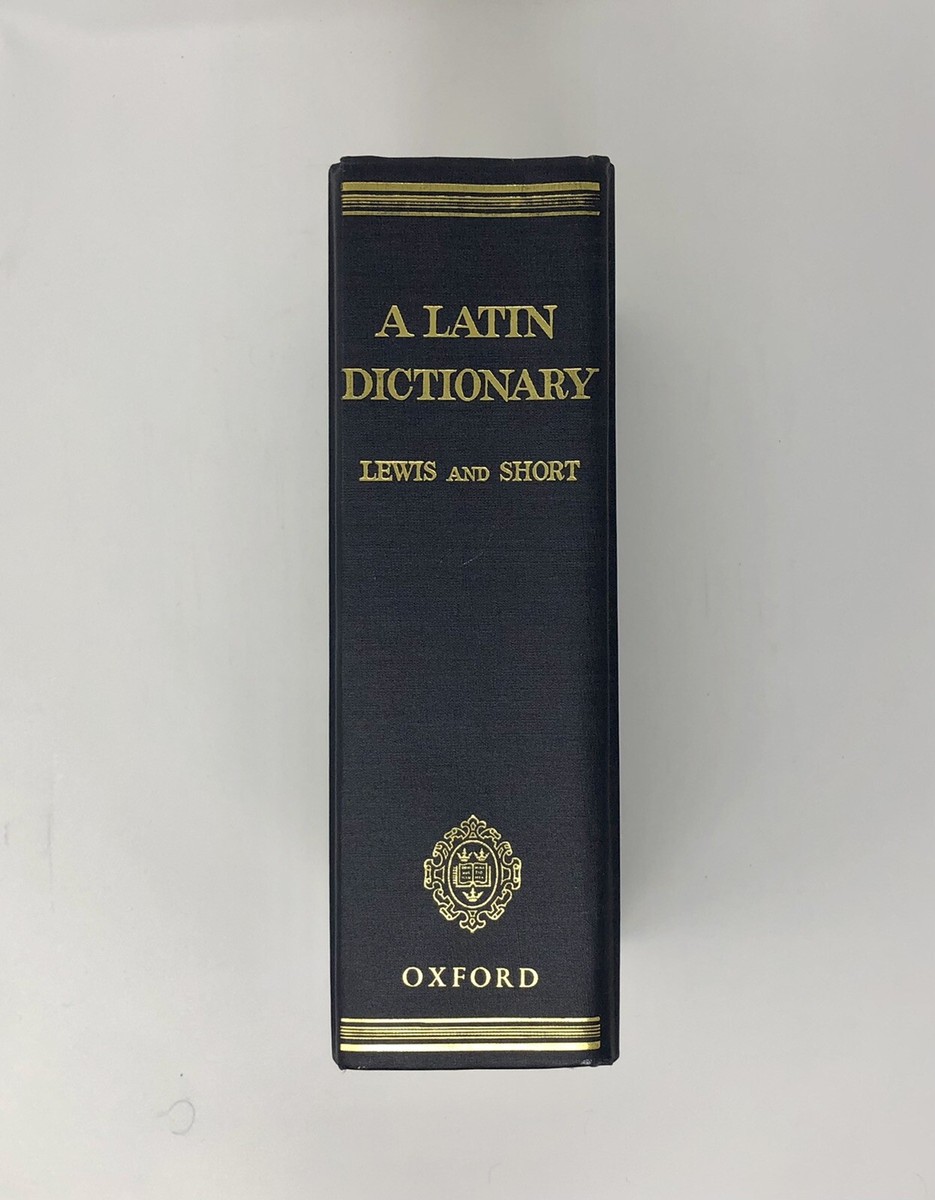 A LATIN
DICTIONARY
LEWIS AND SHORT
OXFORD